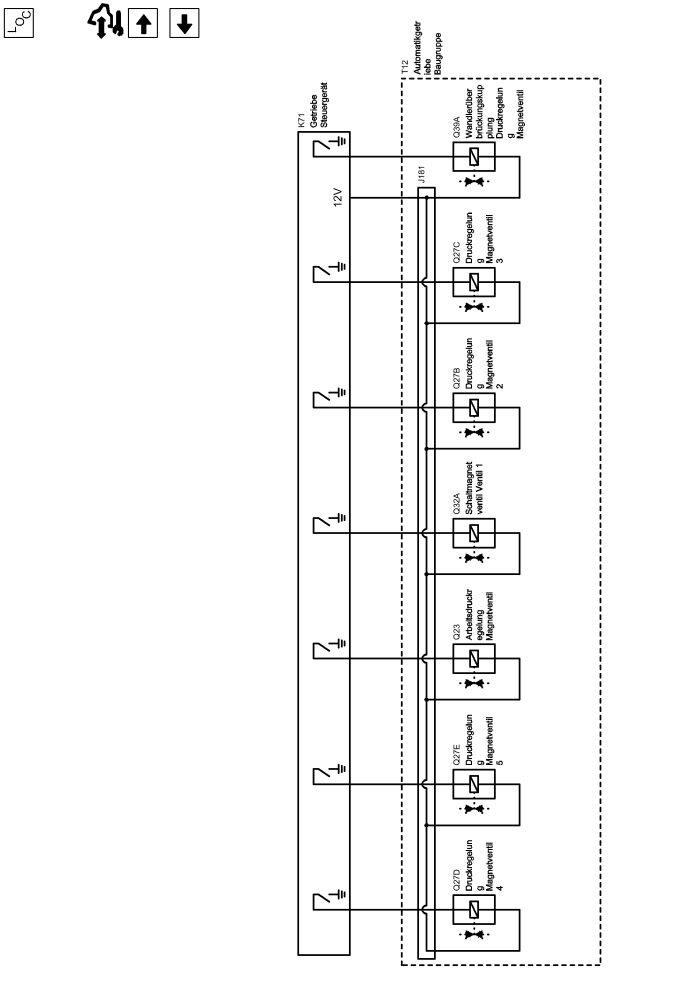 LOC
K71
Getriebe
Steuergerät
T12
Automatikgetr
iebe
Baugruppe
12V
J181
Q39A
Wandlerüber
brückungskup
plung
Druckregelun
g
Magnetventil
Q27C
Druckregelun
g
Magnetventil
3
Q27B
Druckregelun
g
Magnetventil
2
Q32A
Schaltmagnet
ventil Ventil 1
Q23
Arbeitsdruckr
egelung
Magnetventil
Q27E
Druckregelun
g
Magnetventil
5
Q27D
Druckregelun
g
Magnetventil
4